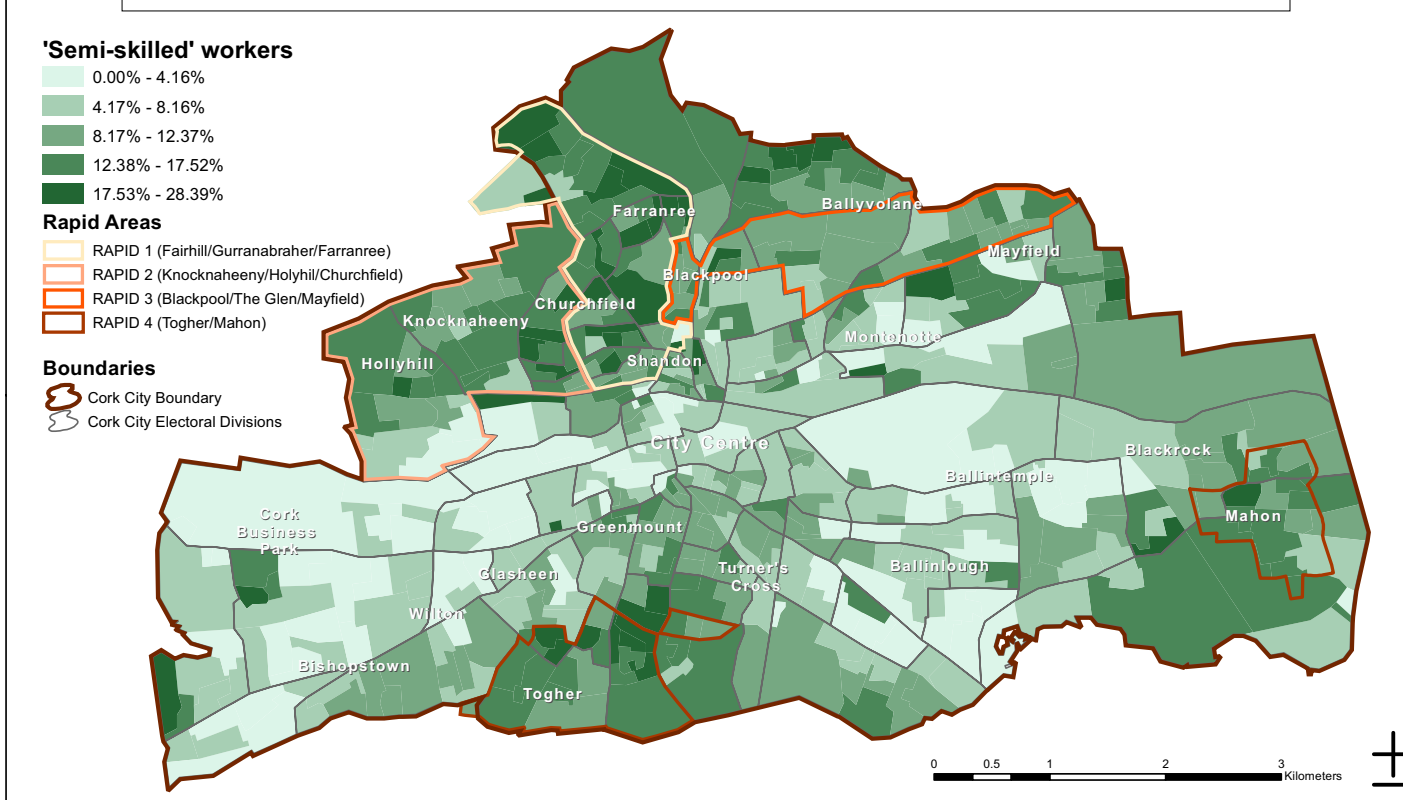 'Semi-skilled' workers
0.00% - 4.16%
4.17% - 8.16%
8.17% - 12.37%
12.38% - 17.52%
17.53% - 28.39%
Rapid Areas
RAPID 1 (Fairhill/Gurranabraher/Farranree)
RAPID 2 (Knocknaheeny/Holyhil/Churchfield)
RAPID 3 (Blackpool/The Glen/Mayfield)
RAPID 4 (Togher/Mahon)
Boundaries
Cork City Boundary
Cork City Electoral Divisions
Farranree
Ballyvolane
Mayfield
Blackpool
Churchfield
Knocknaheeny
Montenotte
Hollyhill
Shandon
City Centre
Blackrock
Ballintemple
Cork
Business
Park
Mahon
Greenmount
Glasheen
Turner's
Cross
Ballinlough
Wilton
Bishopstown
Togher
0 0.5 1 2 3
Kilometers